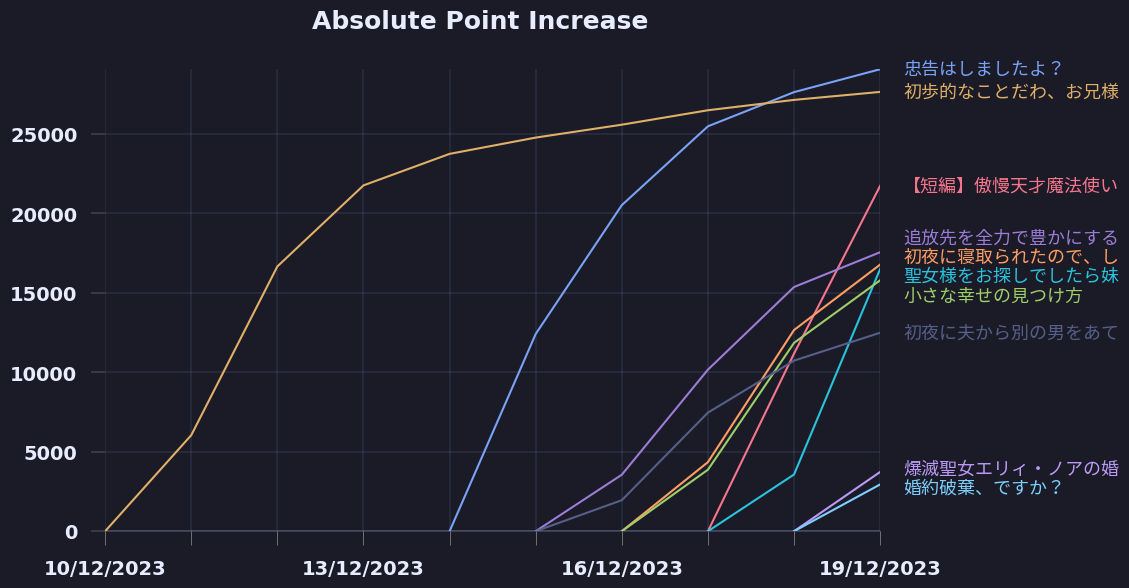 Absolute Point Increase
忠告はしましたよ？
初歩的なことだわ、お兄様
25000
【短編】傲慢天才魔法使い
20000
追放先を全力で豊かにする
初夜に寝取られたので、し
聖女様をお探しでしたら妹
15000
小さな幸せの見つけ方
初夜に夫から別の男をあて
10000
5000
爆滅聖女エリィ・ノアの婚
婚約破棄、ですか？
0
10/12/2023
13/12/2023
16/12/2023
19/12/2023